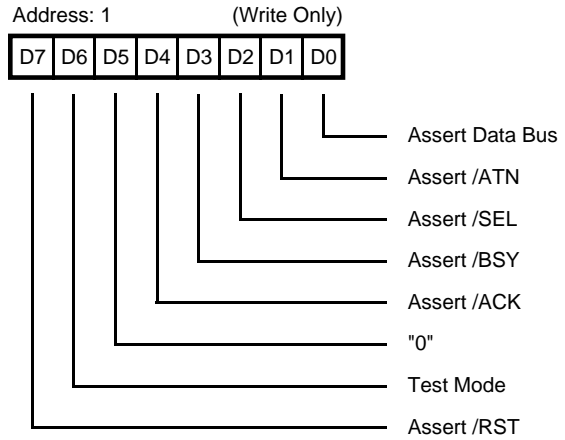 Address: 1 (Write Only)
D7 D6 D5 D4 D3 D2 D1 D0
Assert Data Bus
Assert /ATN
Assert /SEL
Assert /BSY
Assert /ACK
"0"
Test Mode
Assert /RST